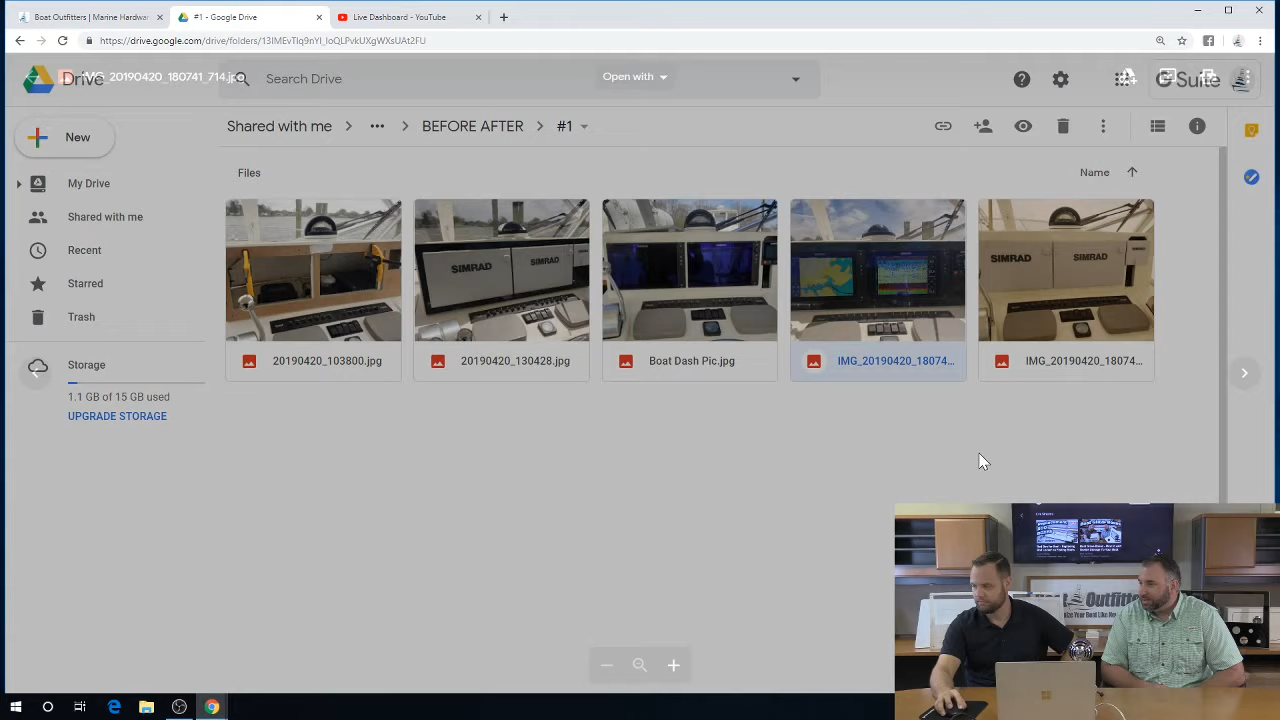 Boat Outfitters | Marine Hardwar
#1 - Google Drive
Live Dashboard - YouTube
https://drive.google.com/drive/folders/13IMEvTlq9nYI_IoQLPvkUXgWXsUAt2FU
IMG_20190420_180741_714.jpg
Drive
Search Drive
Open with
G Suite
New
Shared with me
BEFORE AFTER
#1
My Drive
Files
Name
Shared with me
Recent
Starred
Trash
SIMRAD
SIMRAD
SIMRAD
SIMRAD
20190420_103800.jpg
20190420_130428.jpg
Boat Dash Pic.jpg
IMG_20190420_18074...
IMG_20190420_18074...
Storage
1.1 GB of 15 GB used
UPGRADE STORAGE
Outfitters